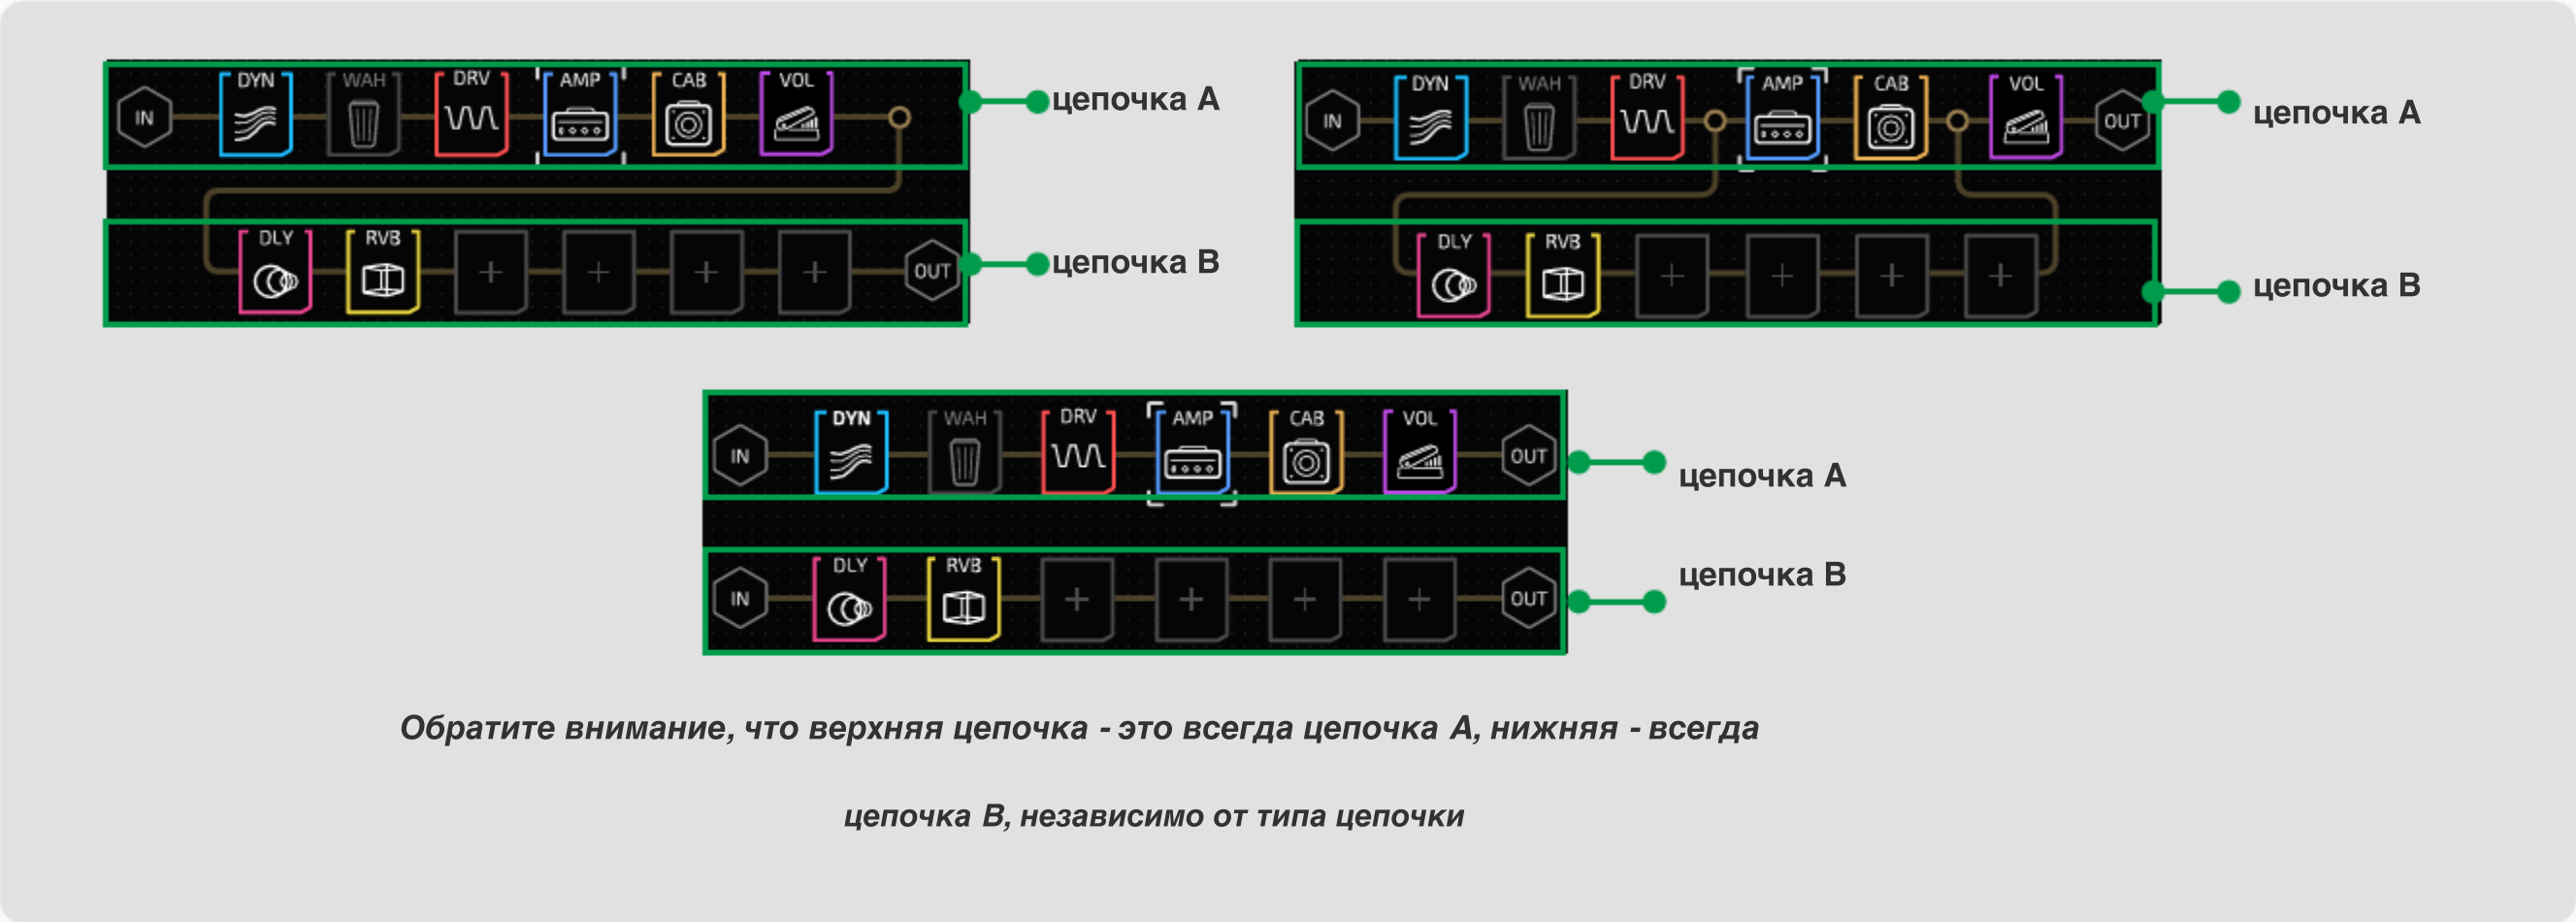 DYN WAH DRV AMP CAB VOL
IN
цепочка A
DLY RVB
OUT
цепочка B
DYN WAH DRV AMP CAB VOL
IN OUT
цепочка A
DLY RVB
цепочка B
DYN WAH DRV AMP CAB VOL
IN OUT
цепочка A
DLY RVB
IN OUT
цепочка B
Обратите внимание, что верхняя цепочка - это всегда цепочка A, нижняя - всегда
цепочка B, независимо от типа цепочки